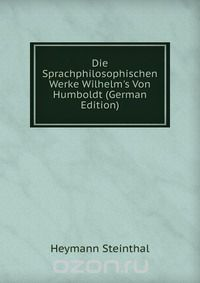 Die
Sprachphilosophischen
Werke Wilhelm's Von
Humboldt (German
Edition)
Heymann Steinthal
ozon.ru